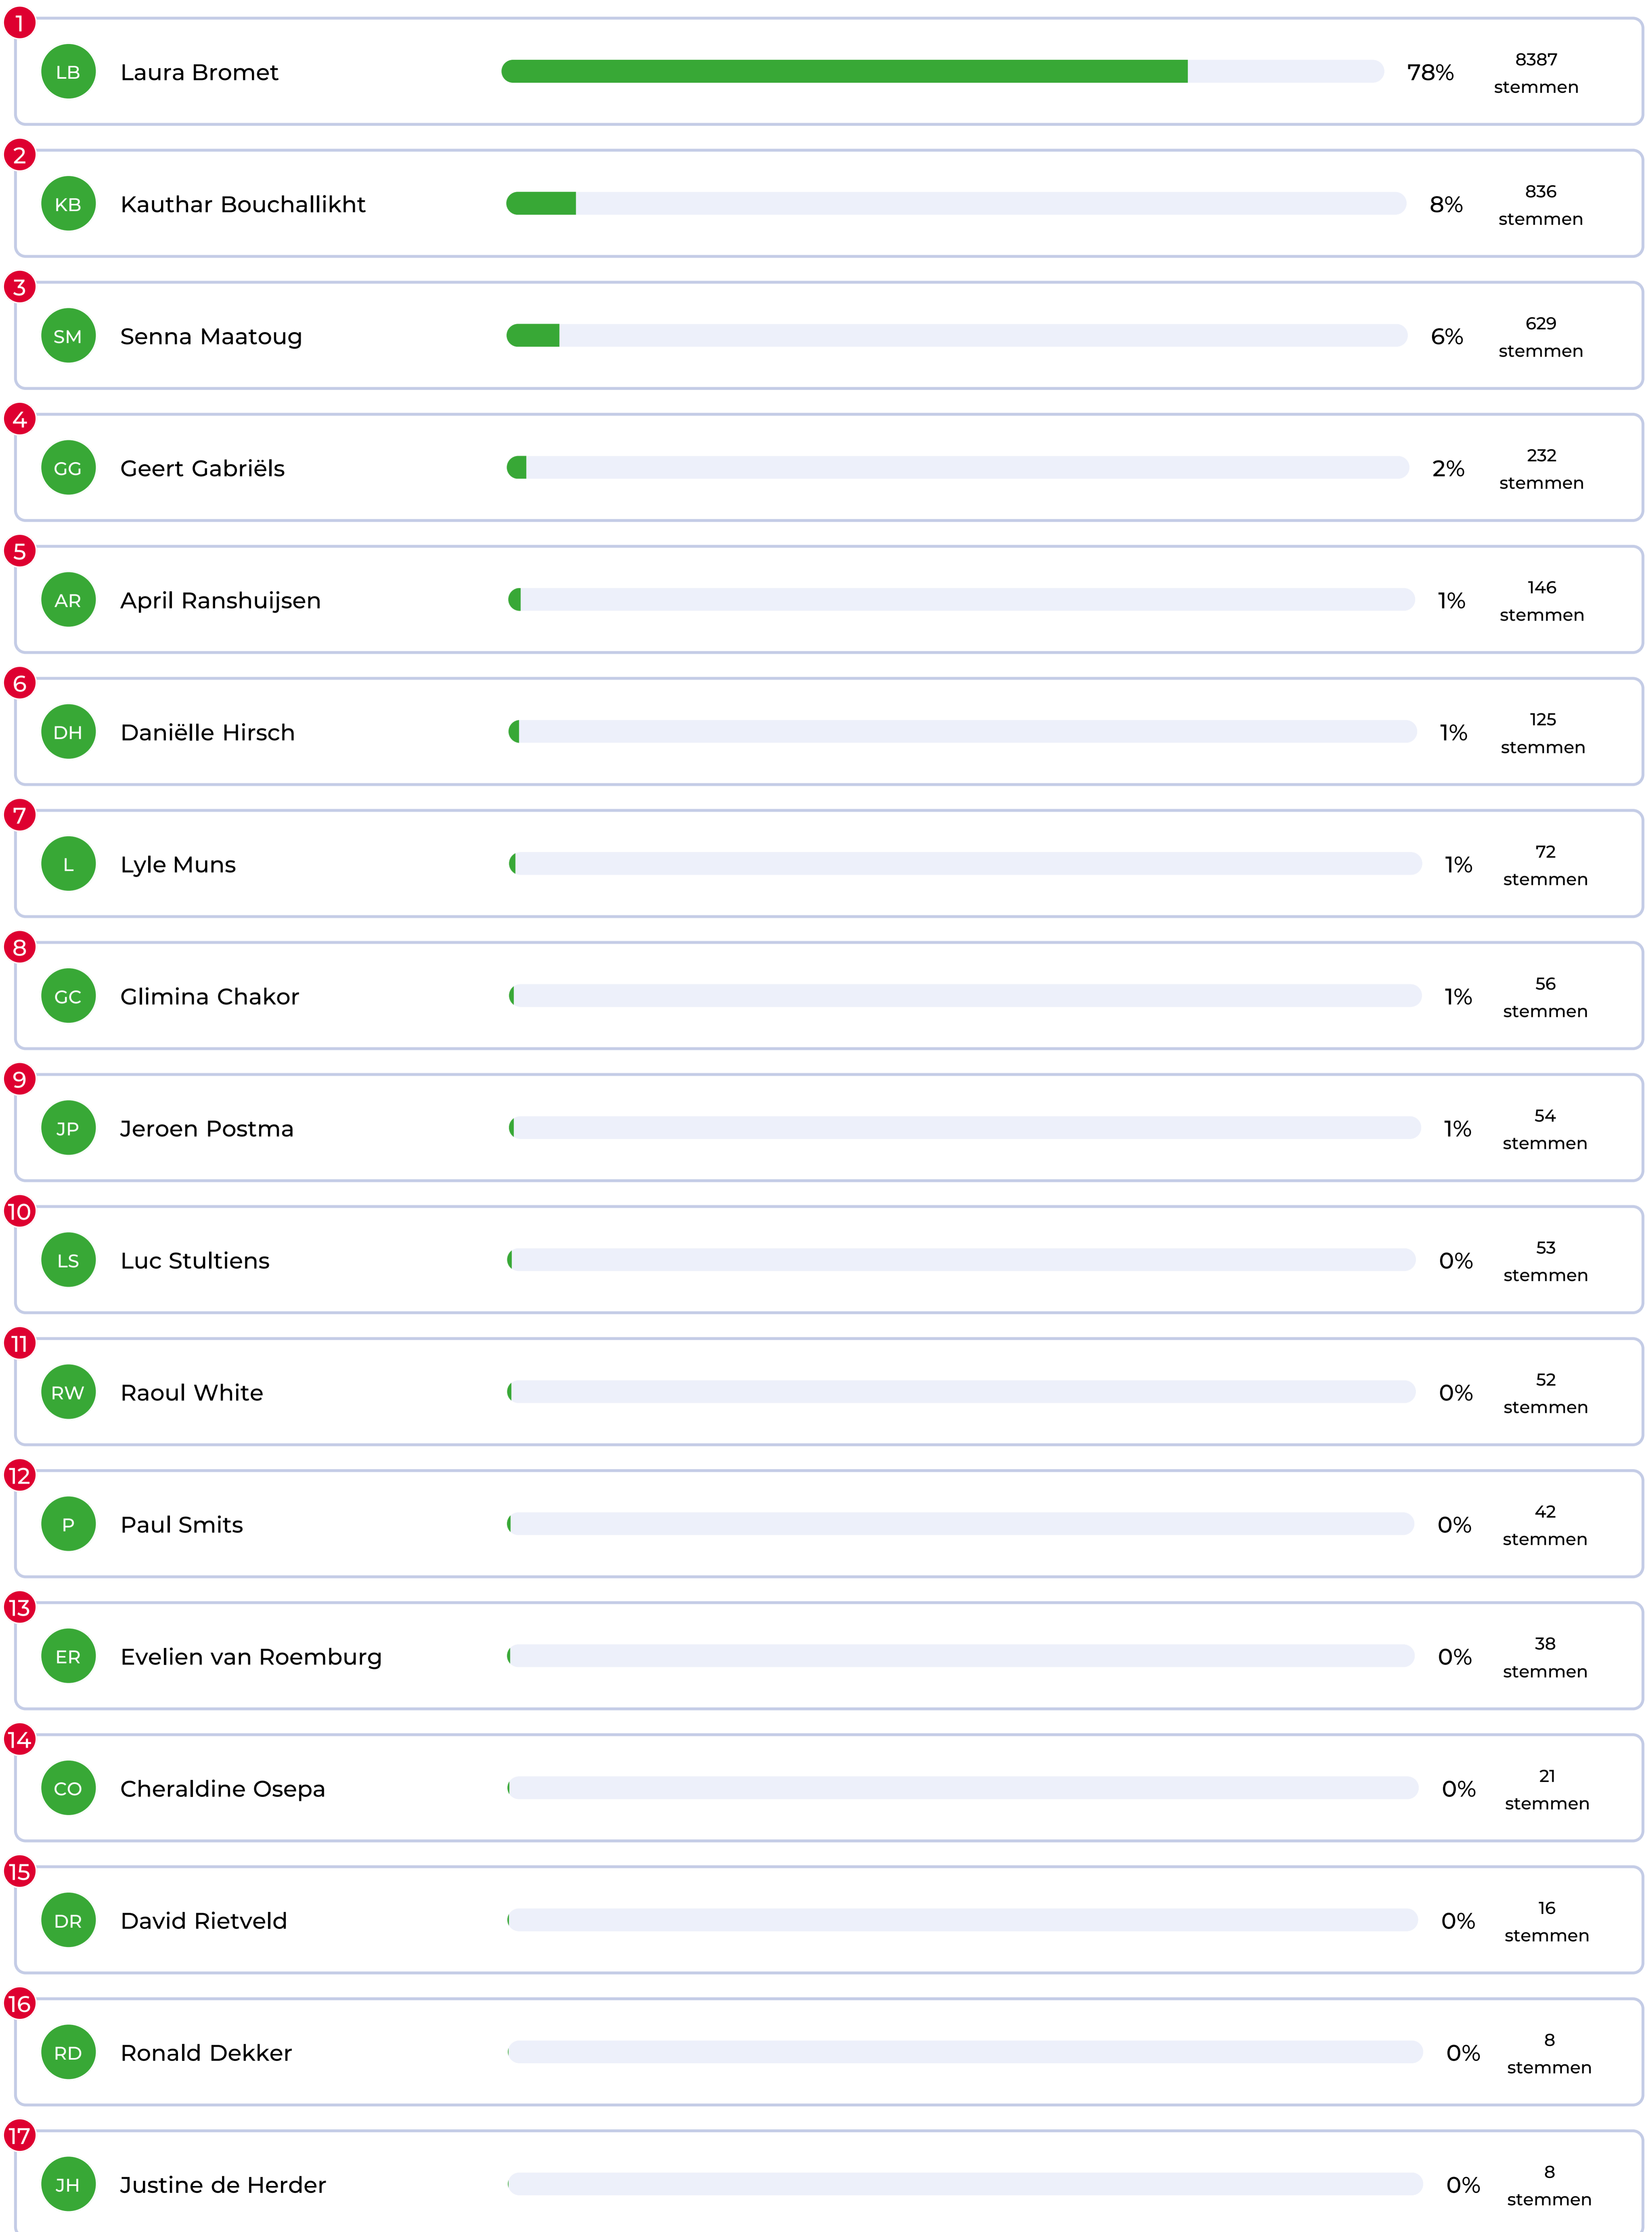 1
LB Laura Bromet 78% 8387 stemmen
2
KB Kauthar Bouchallikht 8% 836 stemmen
3
SM Senna Maatoug 6% 629 stemmen
4
GG Geert Gabriëls 2% 232 stemmen
5
AR April Ranshuijsen 1% 146 stemmen
6
DH Daniëlle Hirsch 1% 125 stemmen
7
L Lyle Muns 1% 72 stemmen
8
GC Glimina Chakor 1% 56 stemmen
9
JP Jeroen Postma 1% 54 stemmen
10
LS Luc Stultiens 0% 53 stemmen
11
RW Raoul White 0% 52 stemmen
12
P Paul Smits 0% 42 stemmen
13
ER Evelien van Roemburg 0% 38 stemmen
14
CO Cheraldine Osepa 0% 21 stemmen
15
DR David Rietveld 0% 16 stemmen
16
RD Ronald Dekker 0% 8 stemmen
17
JH Justine de Herder 0% 8 stemmen